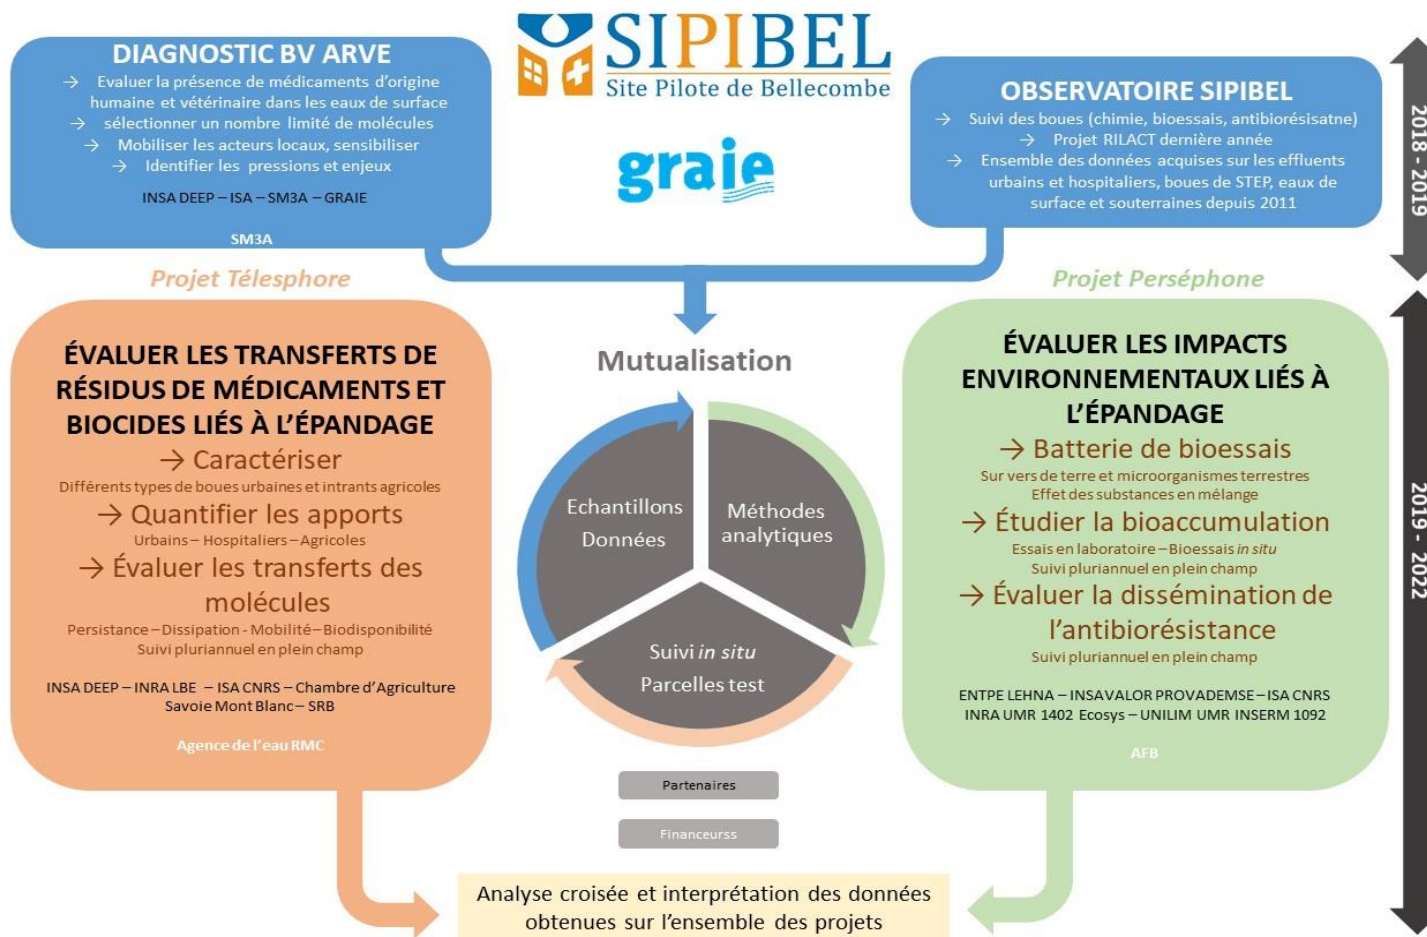 SIPIBEL
Site Pilote de Bellecombe
graie
DIAGNOSTIC BV ARVE
→ Evaluer la présence de médicaments d'origine
humaine et vétérinaire dans les eaux de surface
→ sélectionner un nombre limité de molécules
→ Mobiliser les acteurs locaux, sensibiliser
→ Identifier les pressions et enjeux
INSA DEEP – ISA – SM3A – GRAIE
SM3A
OBSERVATOIRE SIPIBEL
→ Suivi des boues (chimie, bioessais, antibiorésisatne)
→ Projet RILACT dernière année
→ Ensemble des données acquises sur les effluents
urbains et hospitaliers, boues de STEP, eaux de
surface et souterraines depuis 2011
2018 - 2019
Projet Télesphore
ÉVALUER LES TRANSFERTS DE
RÉSIDUS DE MÉDICAMENTS ET
BIOCIDES LIÉS À L'ÉPANDAGE
→ Caractériser
Différents types de boues urbaines et intrants agricoles
→ Quantifier les apports
Urbains – Hospitaliers – Agricoles
→ Évaluer les transferts des
molécules
Persistance – Dissipation - Mobilité – Biodisponibilité
Suivi pluriannuel en plein champ
INSA DEEP – INRA LBE – ISA CNRS – Chambre d'Agriculture
Savoie Mont Blanc – SRB
Agence de l'eau RMC
Mutualisation
Echantillons
Données
Méthodes
analytiques
Suivi in situ
Parcelles test
Partenaires
Financeurss
Projet Perséphone
ÉVALUER LES IMPACTS
ENVIRONNEMENTAUX LIÉS À
L'ÉPANDAGE
→ Batterie de bioessais
Sur vers de terre et microorganismes terrestres
Effet des substances en mélange
→ Étudier la bioaccumulation
Essais en laboratoire – Bioessais in situ
Suivi pluriannuel en plein champ
→ Évaluer la dissémination de
l'antibiorésistance
Suivi pluriannuel en plein champ
ENTPE LEHNA – INSAVALOR PROVADEMSE – ISA CNRS
INRA UMR 1402 Ecosys – UNILIM UMR INSERM 1092
AFB
2019 - 2022
Analyse croisée et interprétation des données
obtenues sur l'ensemble des projets